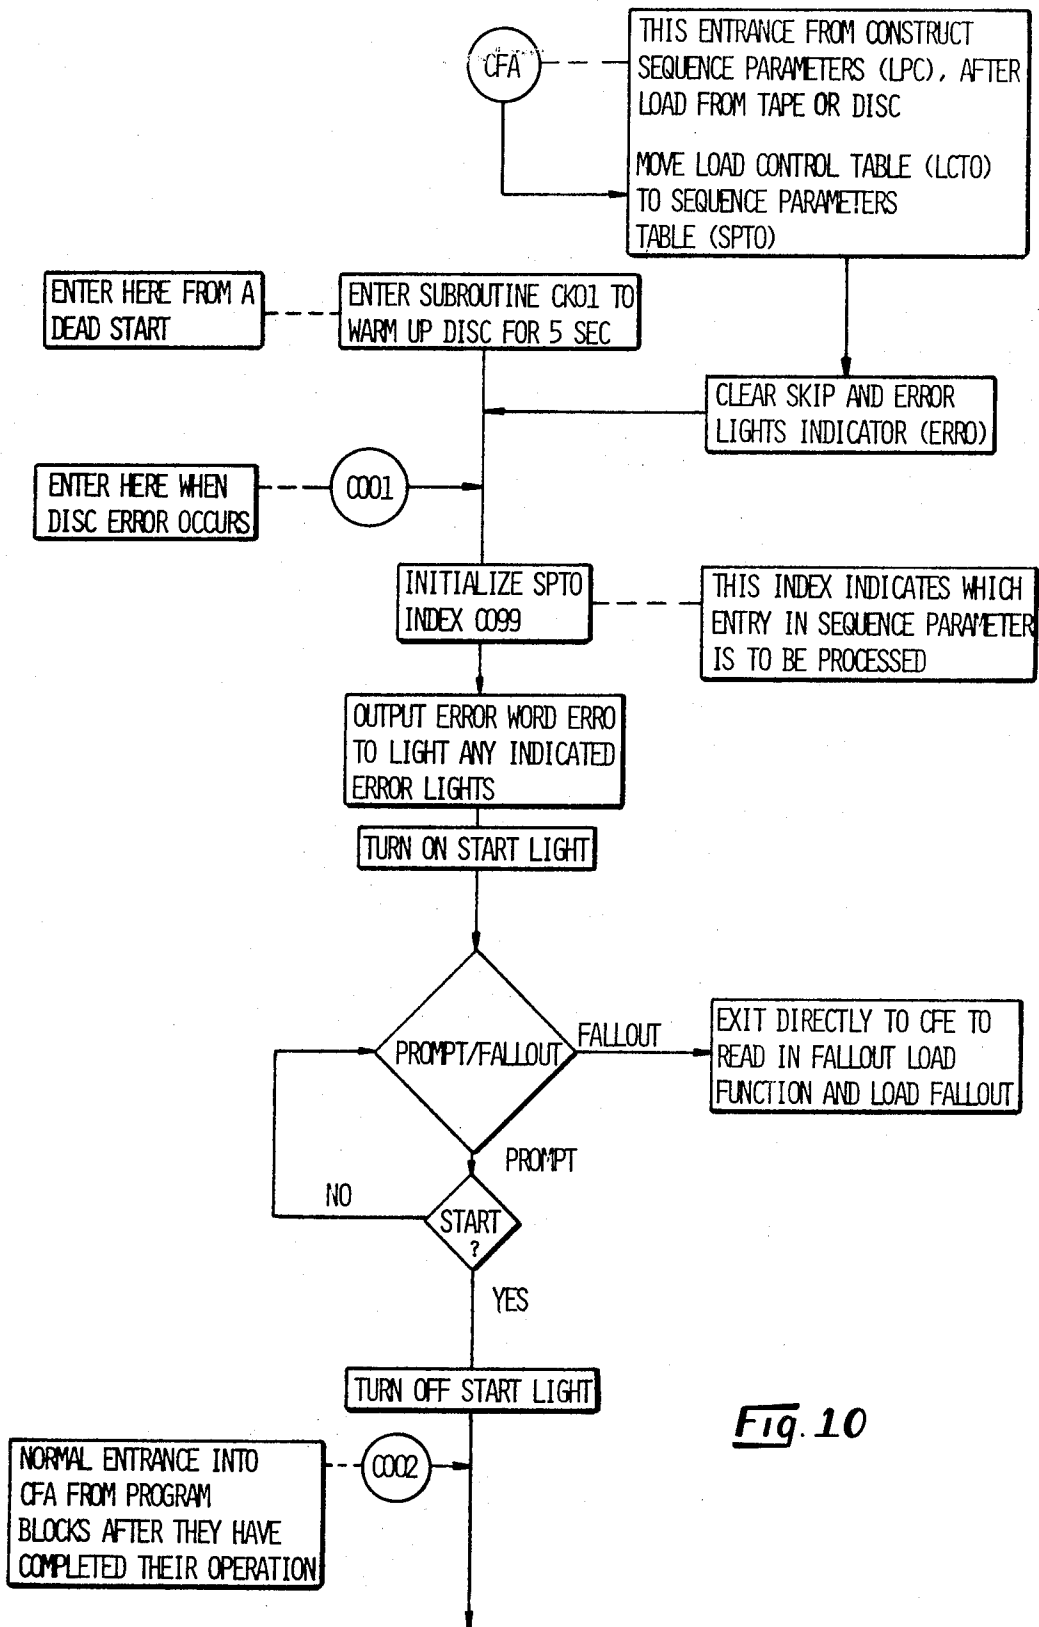 CFA
THIS ENTRANCE FROM CONSTRUCT
SEQUENCE PARAMETERS (LPC), AFTER
LOAD FROM TAPE OR DISC
MOVE LOAD CONTROL TABLE (LCTO)
TO SEQUENCE PARAMETERS
TABLE (SPTO)
ENTER HERE FROM A
DEAD START
ENTER SUBROUTINE CK01 TO
WARM UP DISC FOR 5 SEC
CLEAR SKIP AND ERROR
LIGHTS INDICATOR (ERRO)
ENTER HERE WHEN
DISC ERROR OCCURS
C001
INITIALIZE SPTO
INDEX C099
THIS INDEX INDICATES WHICH
ENTRY IN SEQUENCE PARAMETER
IS TO BE PROCESSED
OUTPUT ERROR WORD ERRO
TO LIGHT ANY INDICATED
ERROR LIGHTS
TURN ON START LIGHT
PROMPT/FALLOUT
FALLOUT
EXIT DIRECTLY TO CFE TO
READ IN FALLOUT LOAD
FUNCTION AND LOAD FALLOUT
PROMPT
NO
START
?
YES
TURN OFF START LIGHT
Fig. 10
NORMAL ENTRANCE INTO
CFA FROM PROGRAM
BLOCKS AFTER THEY HAVE
COMPLETED THEIR OPERATION
C002